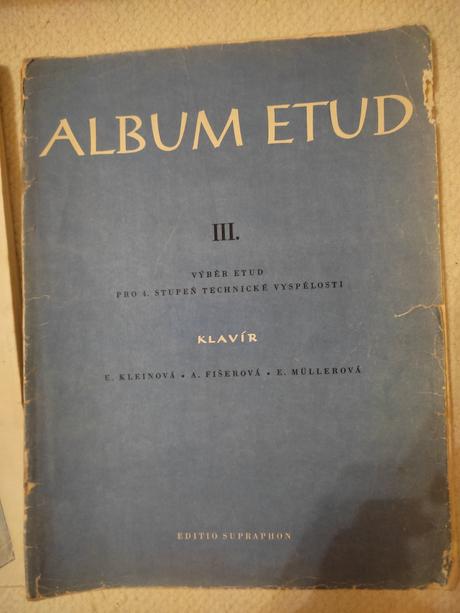 ALBUM ETUD
III.
VÝBĚR ETUD
PRO 4. STUPEŇ TECHNICKÉ VYSPĚLOSTI
KLAVÍR
E. KLEINOVÁ • A. FIŠEROVÁ • E. MÜLLEROVÁ
EDITIO SUPRAPHON